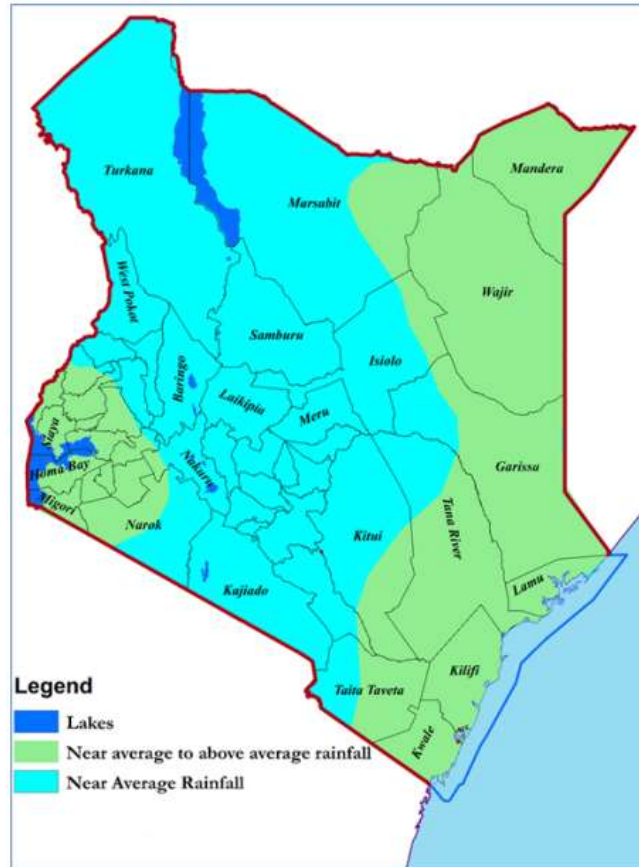 Mandera
Turkana
Marsabit
Wajir
West Pokot
Samburu
Isiolo
Baringo
Laikipia
Meru
Siaya
Homa Bay
Nakuru
Garissa
Migori
Narok
Kitui
Tana River
Kajiado
Lamu
Kilifi
Taita Taveta
Kwale
Legend
Lakes
Near average to above average rainfall
Near Average Rainfall